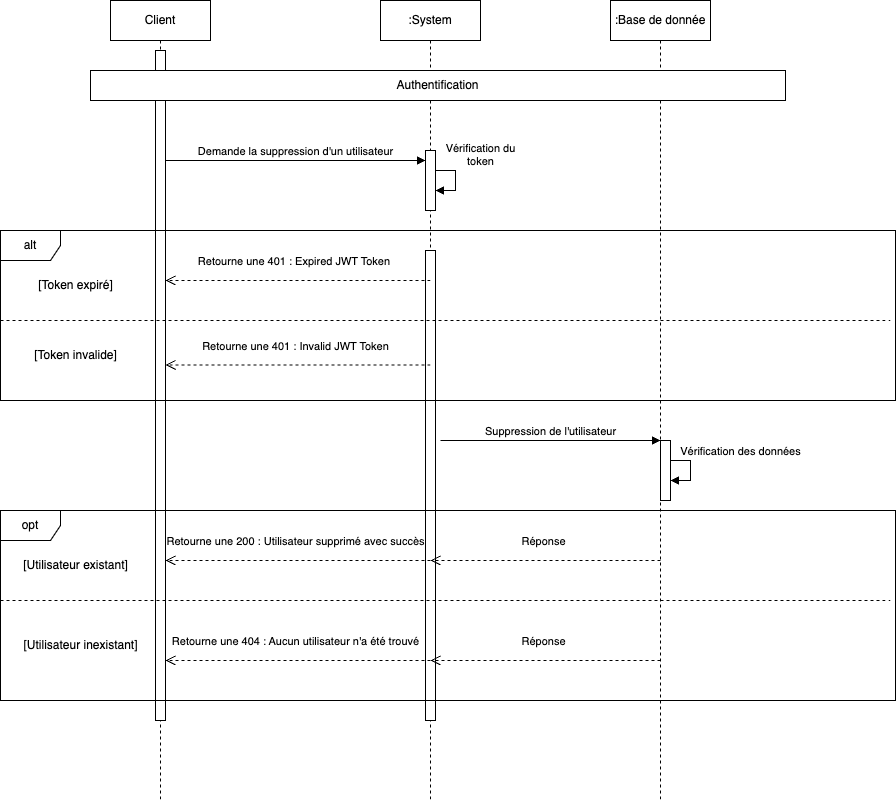 Client
:System
:Base de donnée
Authentification
Demande la suppression d'un utilisateur
Vérification du
token
alt
Retourne une 401 : Expired JWT Token
[Token expiré]
Retourne une 401 : Invalid JWT Token
[Token invalide]
Suppression de l'utilisateur
Vérification des données
opt
Retourne une 200 : Utilisateur supprimé avec succès
Réponse
[Utilisateur existant]
Retourne une 404 : Aucun utilisateur n'a été trouvé
Réponse
[Utilisateur inexistant]